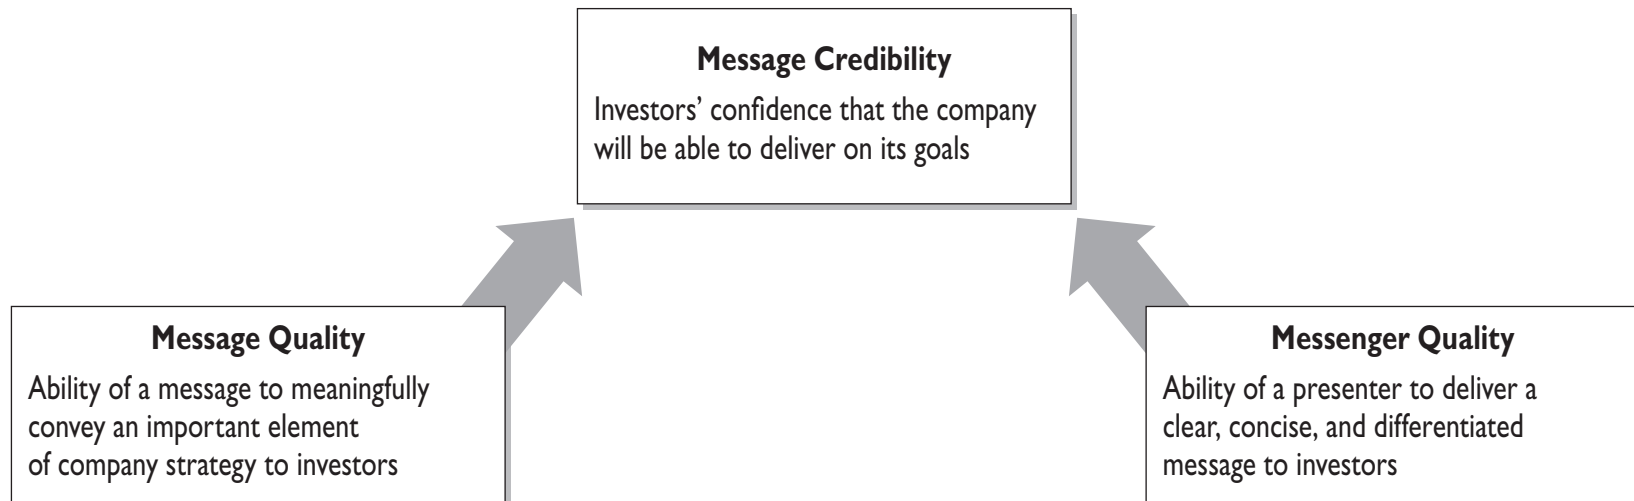 Message Credibility
Investors’ confidence that the company
will be able to deliver on its goals
Message Quality
Ability of a message to meaningfully
convey an important element
of company strategy to investors
Messenger Quality
Ability of a presenter to deliver a
clear, concise, and differentiated
message to investors